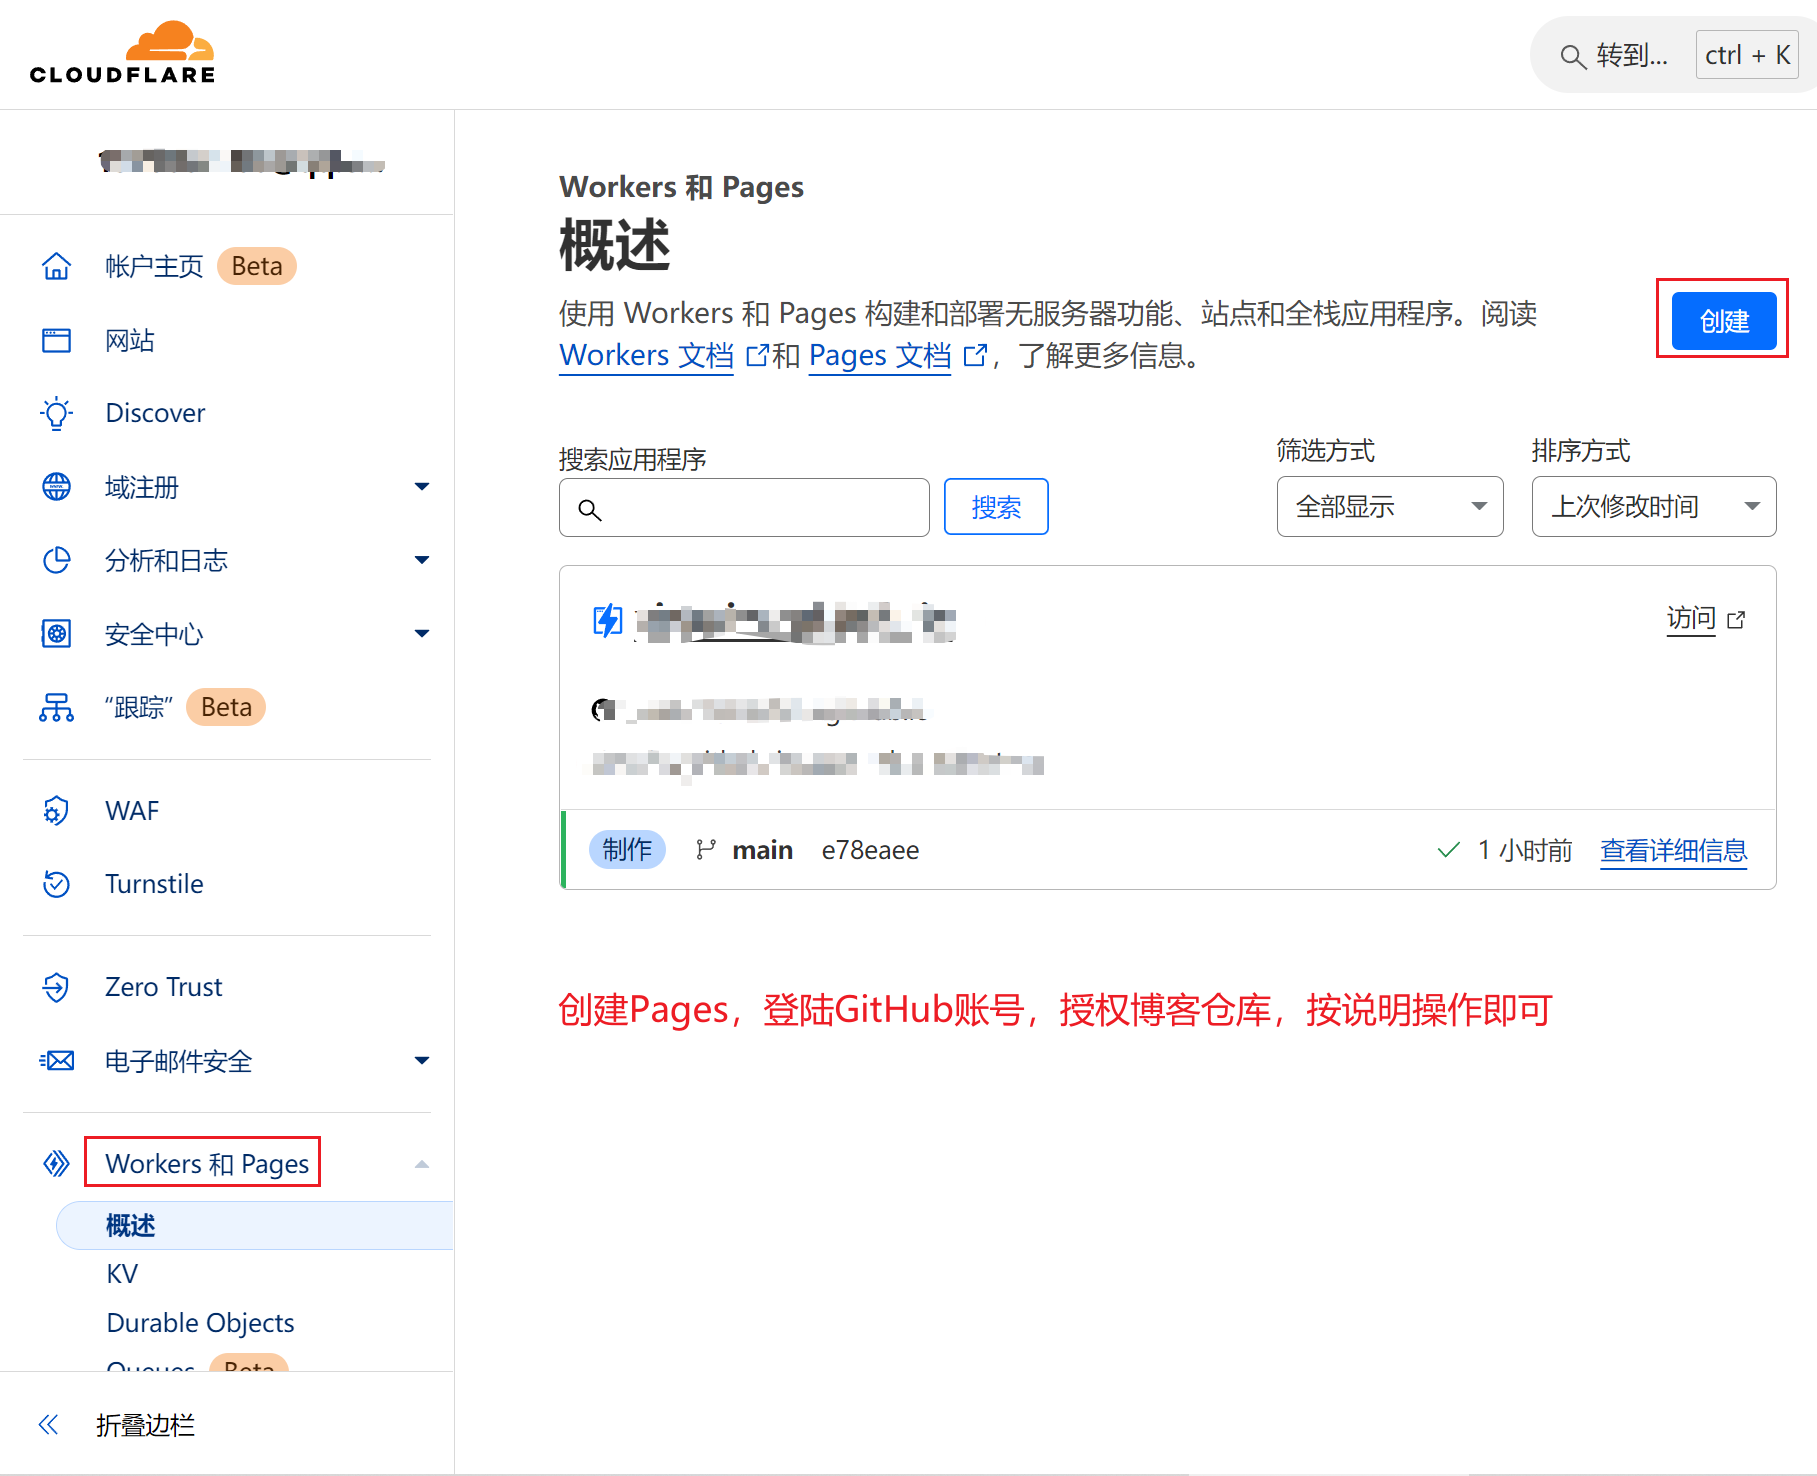 CLOUDFLARE
转到...
ctrl + K
帐户主页 Beta
网站
Discover
域注册
分析和日志
安全中心
“跟踪” Beta
WAF
Turnstile
Zero Trust
电子邮件安全
Workers 和 Pages
概述
KV
Durable Objects
Queues Beta
折叠边栏
Workers 和 Pages
概述
使用 Workers 和 Pages 构建和部署无服务器功能、站点和全栈应用程序。阅读
Workers 文档 和 Pages 文档 ，了解更多信息。
创建
搜索应用程序
搜索
筛选方式
全部显示
排序方式
上次修改时间
访问
制作 main e78eaee
1 小时前 查看详细信息
创建Pages，登陆GitHub账号，授权博客仓库，按说明操作即可